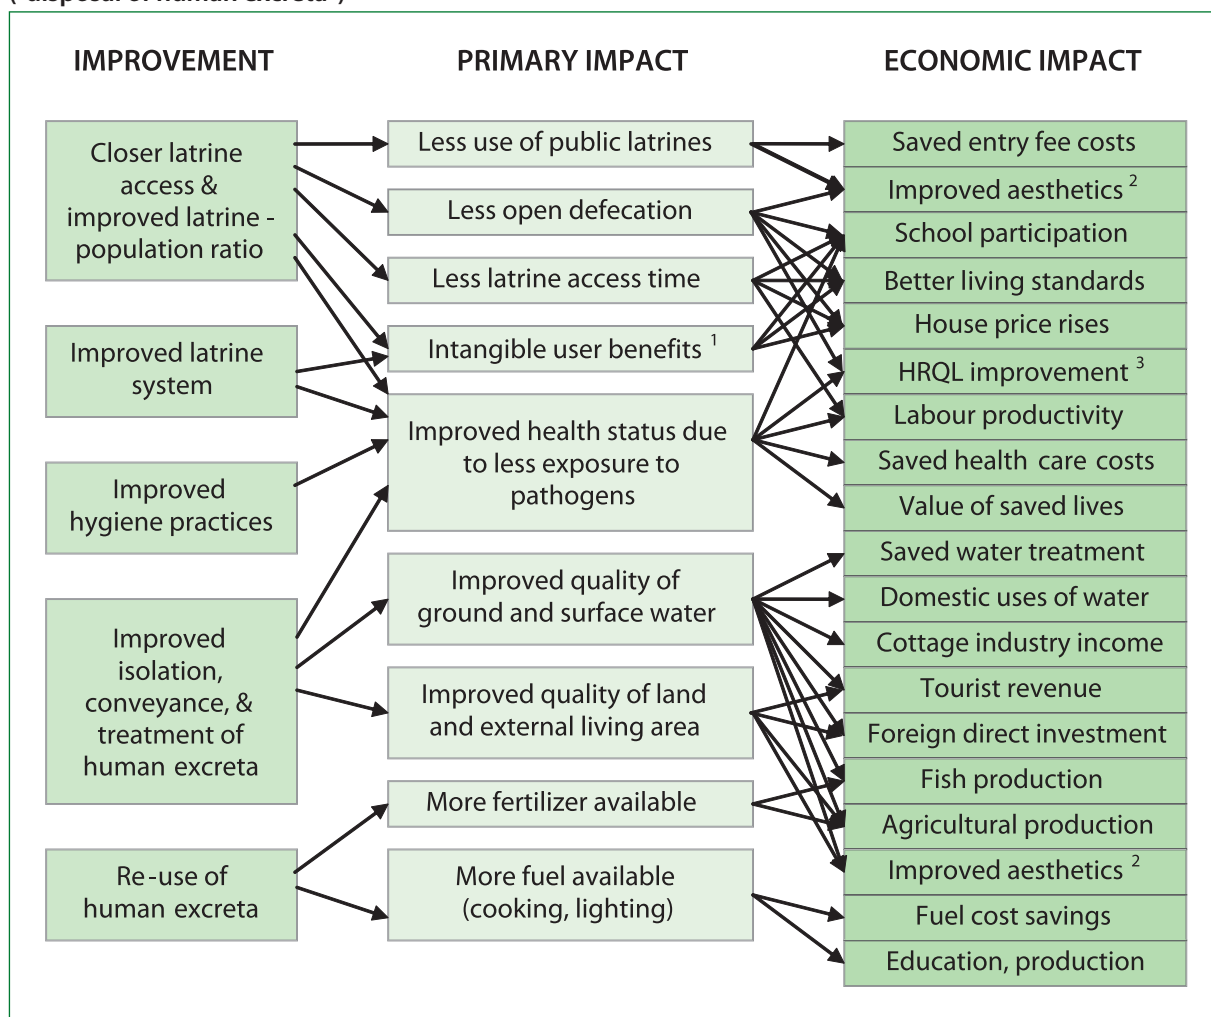 ("disposal of human excreta")
IMPROVEMENT
PRIMARY IMPACT
ECONOMIC IMPACT
Closer latrine
access &
improved latrine -
population ratio
Improved latrine
system
Improved
hygiene practices
Improved
isolation,
conveyance, &
treatment of
human excreta
Re-use of
human excreta
Less use of public latrines
Less open defecation
Less latrine access time
Intangible user benefits 1
Improved health status due
to less exposure to
pathogens
Improved quality of
ground and surface water
Improved quality of land
and external living area
More fertilizer available
More fuel available
(cooking, lighting)
Saved entry fee costs
Improved aesthetics 2
School participation
Better living standards
House price rises
HRQL improvement 3
Labour productivity
Saved health care costs
Value of saved lives
Saved water treatment
Domestic uses of water
Cottage industry income
Tourist revenue
Foreign direct investment
Fish production
Agricultural production
Improved aesthetics 2
Fuel cost savings
Education, production